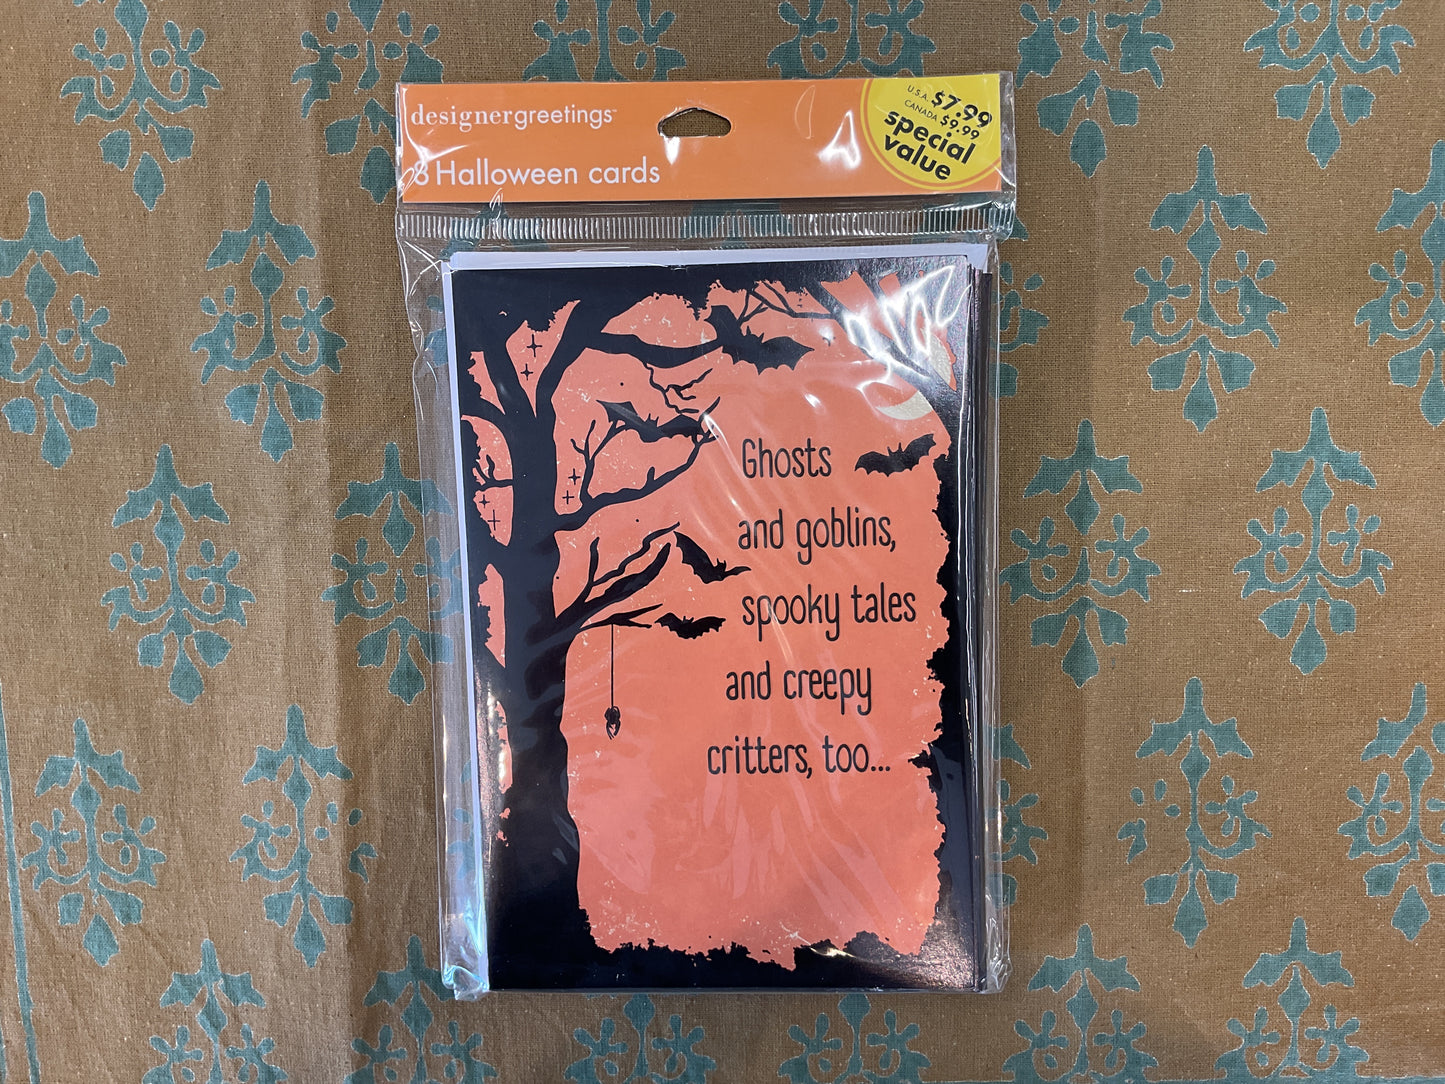 designergreetings™
8 Halloween cards
U.S.A. $7.99
CANADA $9.99
special
value
Ghosts
and goblins,
spooky tales
and creepy
critters, too...